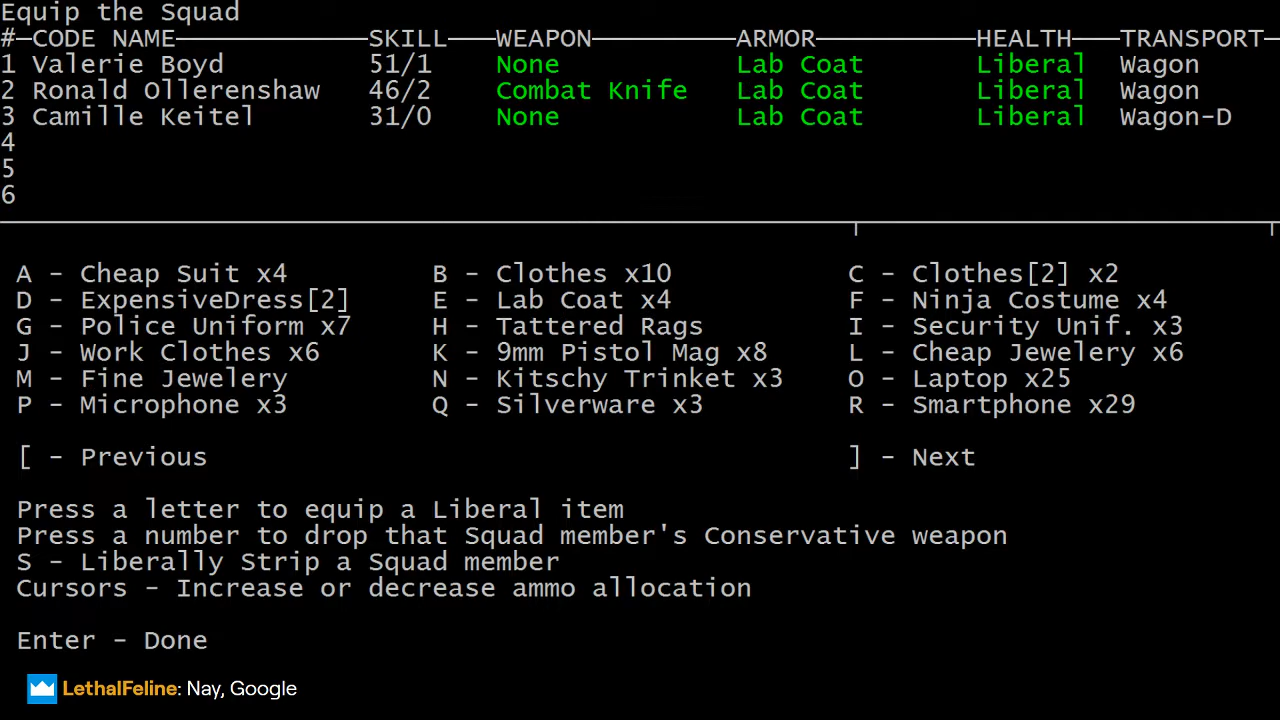 Equip the Squad
#—CODE NAME————————————SKILL———WEAPON—————————ARMOR——————————HEALTH———TRANSPORT—
1 Valerie Boyd 51/1 None Lab Coat Liberal Wagon
2 Ronald Ollerenshaw 46/2 Combat Knife Lab Coat Liberal Wagon
3 Camille Keitel 31/0 None Lab Coat Liberal Wagon-D
4
5
6
A - Cheap Suit x4 B - Clothes x10 C - Clothes[2] x2
D - ExpensiveDress[2] E - Lab Coat x4 F - Ninja Costume x4
G - Police Uniform x7 H - Tattered Rags I - Security Unif. x3
J - Work Clothes x6 K - 9mm Pistol Mag x8 L - Cheap Jewelery x6
M - Fine Jewelery N - Kitschy Trinket x3 O - Laptop x25
P - Microphone x3 Q - Silverware x3 R - Smartphone x29
[ - Previous ] - Next
Press a letter to equip a Liberal item
Press a number to drop that Squad member's Conservative weapon
S - Liberally Strip a Squad member
Cursors - Increase or decrease ammo allocation
Enter - Done
LethalFeline: Nay, Google